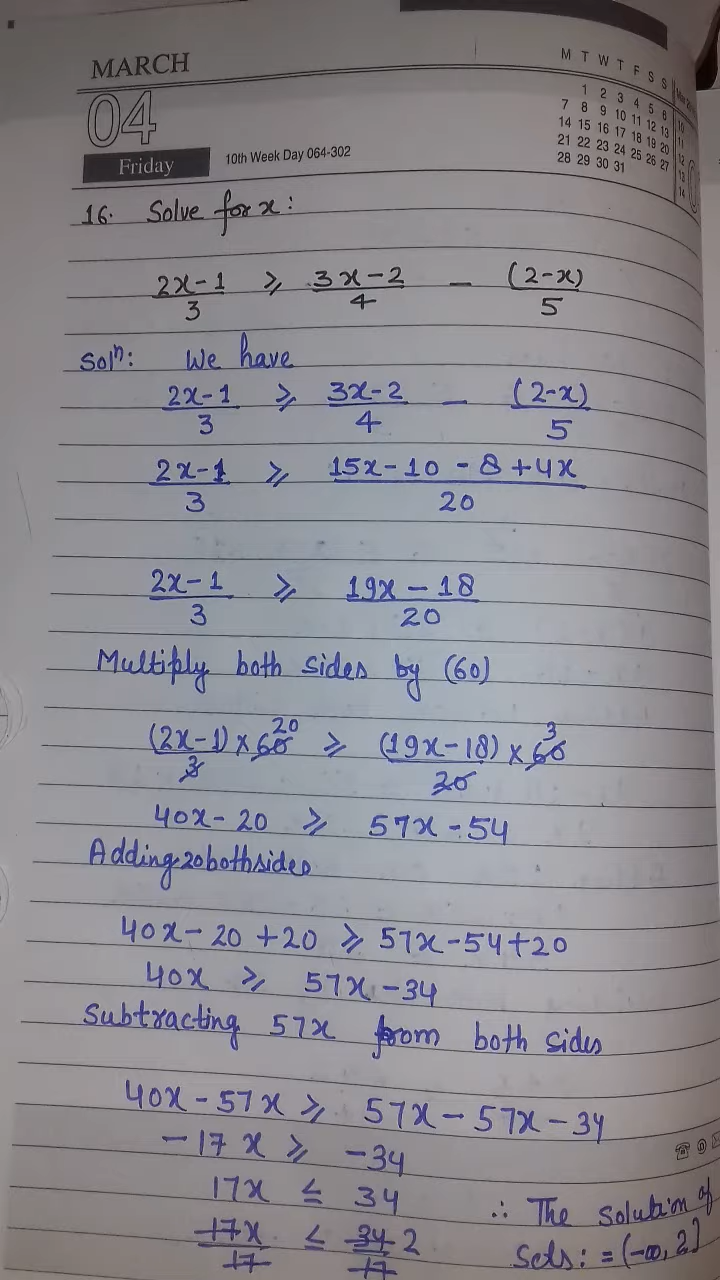 MARCH
04
Friday
10th Week Day 064-302
M T W T F S S
1 2 3 4 5 6
7 8 9 10 11 12 13
14 15 16 17 18 19 20
21 22 23 24 25 26 27
28 29 30 31
16. Solve for x:
(2x-1)/3 ≥ (3x-2)/4 - (2-x)/5
Solⁿ: We have
(2x-1)/3 ≥ (3x-2)/4 - (2-x)/5
(2x-1)/3 ≥ (15x-10-8+4x)/20
(2x-1)/3 ≥ (19x-18)/20
Multiply both sides by (60)
(2x-1)×60/3 20 ≥ (19x-18)×60/20 3
40x-20 ≥ 57x-54
Adding 20 both sides
40x-20+20 ≥ 57x-54+20
40x ≥ 57x-34
Subtracting 57x from both sides
40x-57x ≥ 57x-57x-34
-17x ≥ -34
17x ≤ 34
17x/17 ≤ 34/17 2
∴ The solution of
Sets: = (-∞, 2]